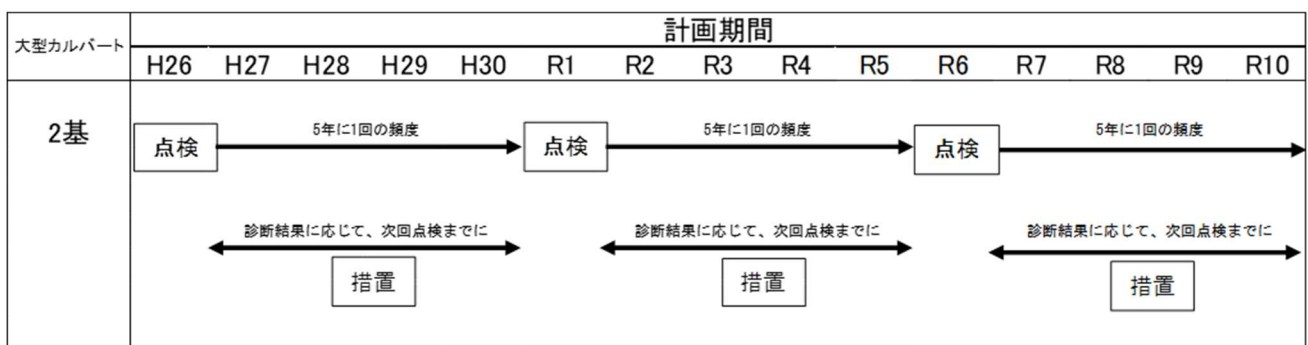 大型カルバート
計画期間
H26 H27 H28 H29 H30 R1 R2 R3 R4 R5 R6 R7 R8 R9 R10
2基
点検 5年に1回の頻度 点検 5年に1回の頻度 点検 5年に1回の頻度
診断結果に応じて、次回点検までに 診断結果に応じて、次回点検までに 診断結果に応じて、次回点検までに
措置 措置 措置